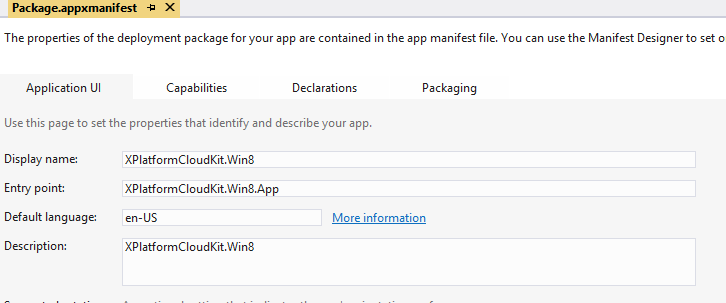 Package.appxmanifest
The properties of the deployment package for your app are contained in the app manifest file. You can use the Manifest Designer to set o
Application UI Capabilities Declarations Packaging
Use this page to set the properties that identify and describe your app.
Display name: XPlatformCloudKit.Win8
Entry point: XPlatformCloudKit.Win8.App
Default language: en-US More information
Description: XPlatformCloudKit.Win8